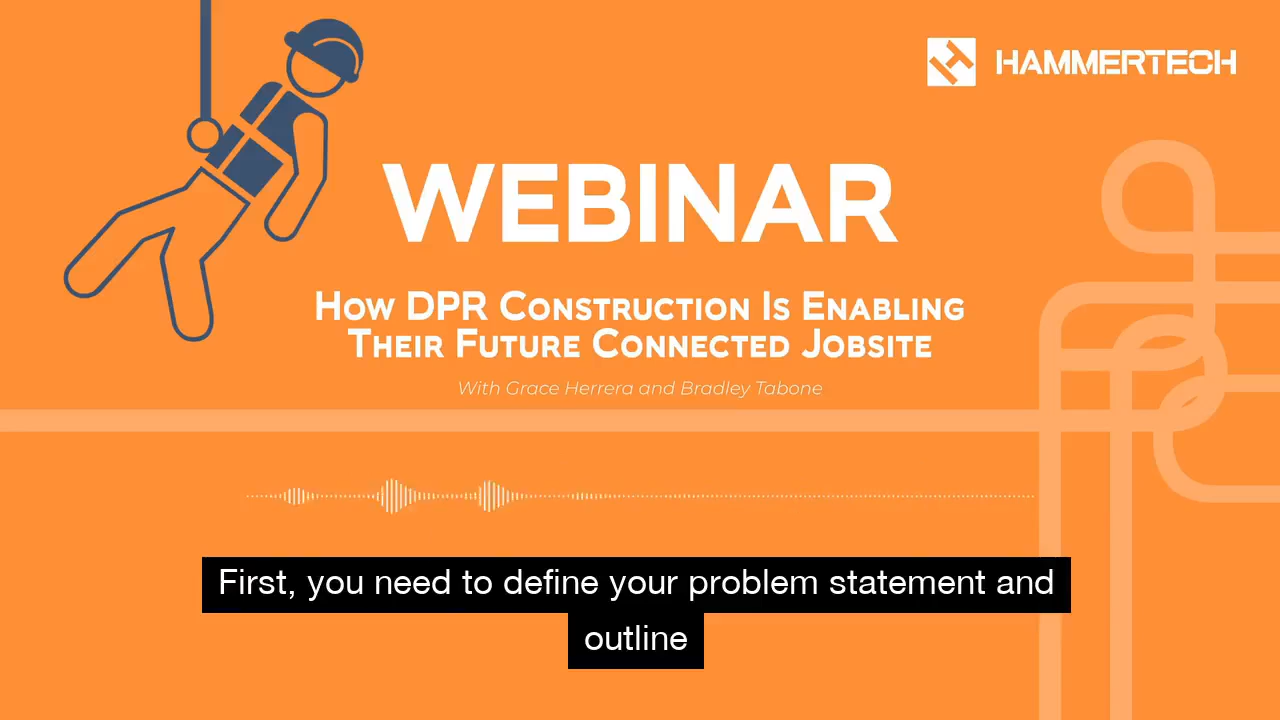 HAMMERTECH
WEBINAR
How DPR Construction Is Enabling
Their Future Connected Jobsite
With Grace Herrera and Bradley Tabone
First, you need to define your problem statement and
outline